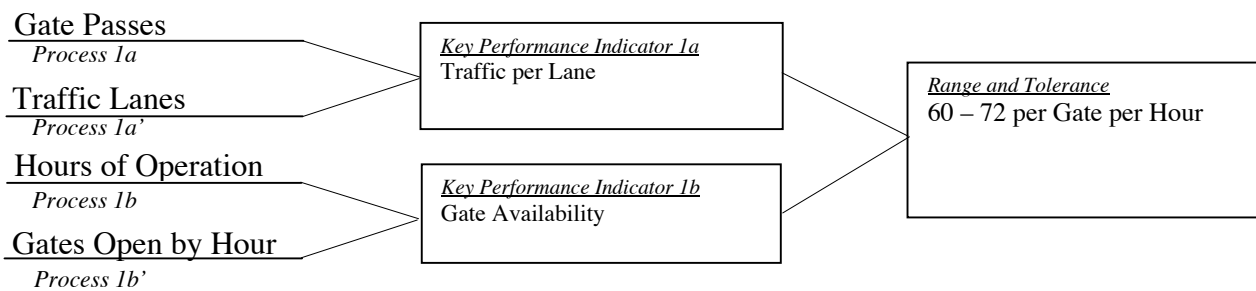 Gate Passes
Process 1a
Traffic Lanes
Process 1a’
Hours of Operation
Process 1b
Gates Open by Hour
Process 1b’
Key Performance Indicator 1a
Traffic per Lane
Key Performance Indicator 1b
Gate Availability
Range and Tolerance
60 – 72 per Gate per Hour